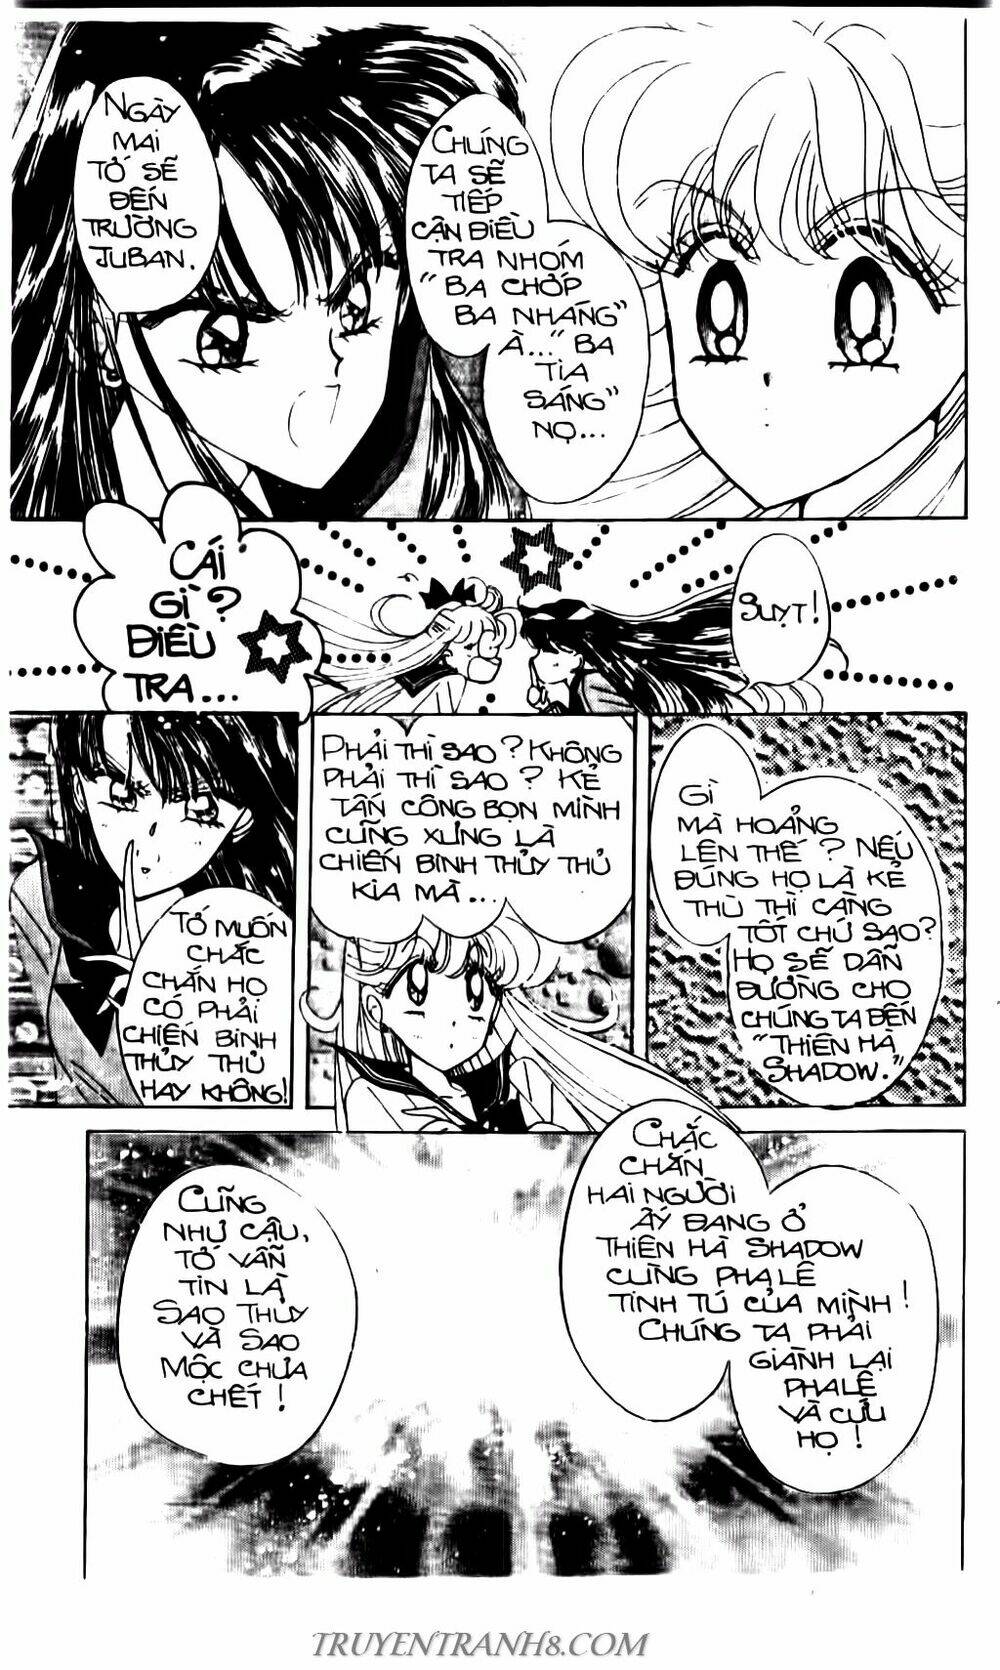 NGÀY
MAI
TỚ SẼ
ĐẾN
TRƯỜNG
JUBAN.
CHÚNG
TA SẼ
TIẾP
CẬN ĐIỀU
TRA NHÓM
"BA CHỚP
BA NHÁNG"
À..."BA
TIA
SÁNG"
NỌ...
CÁI
GÌ?
ĐIỀU
TRA...
SUỴT!
TỚ MUỐN
CHẮC
CHẮN HỌ
CÓ PHẢI
CHIẾN BINH
THỦY THỦ
HAY KHÔNG!
PHẢI THÌ SAO? KHÔNG
PHẢI THÌ SAO? KẺ
TẤN CÔNG BỌN MÌNH
CŨNG XƯNG LÀ
CHIẾN BINH THỦY THỦ
KIA MÀ...
GÌ
MÀ HOẢNG
LÊN THẾ? NẾU
ĐÚNG HỌ LÀ KẺ
THÙ THÌ CÀNG
TỐT CHỨ SAO?
HỌ SẼ DẪN
ĐƯỜNG CHO
CHÚNG TA ĐẾN
"THIÊN HÀ
SHADOW."
CŨNG
NHƯ CẬU,
TỚ VẪN
TIN LÀ
SAO THỦY
VÀ SAO
MỘC CHƯA
CHẾT!
CHẮC
CHẮN
HAI NGƯỜI
ẤY ĐANG Ở
THIÊN HÀ SHADOW
CÙNG PHA LÊ
TINH TÚ CỦA MÌNH!
CHÚNG TA PHẢI
GIÀNH LẠI
PHA LÊ
VÀ CỨU
HỌ!
TRUYENTRANH8.COM